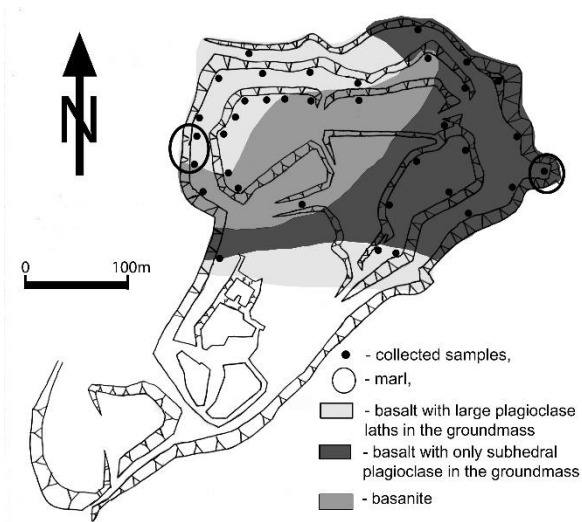 N
0 100m
- collected samples,
- marl,
- basalt with large plagioclase
laths in the groundmass
- basalt with only subhedral
plagioclase in the groundmass
- basanite